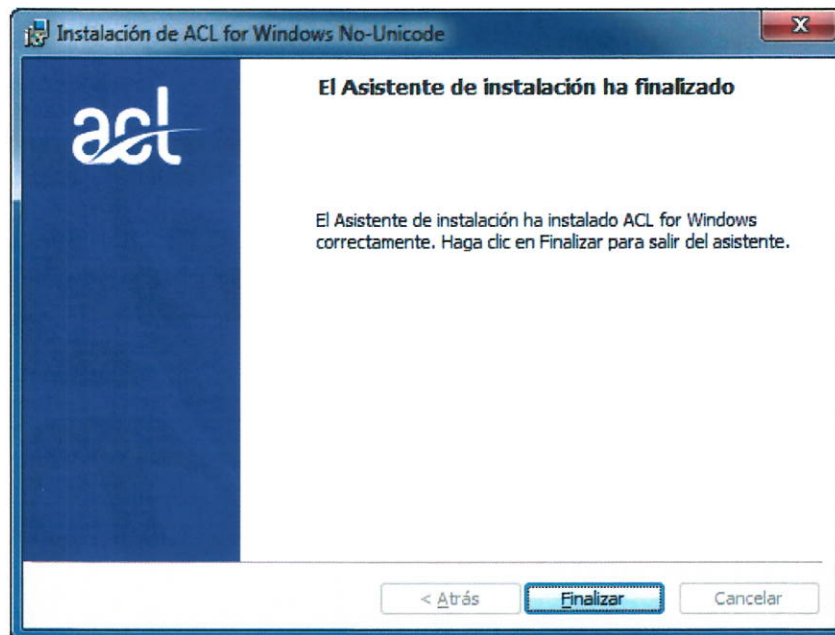 Instalación de ACL for Windows No-Unicode
acl
El Asistente de instalación ha finalizado
El Asistente de instalación ha instalado ACL for Windows
correctamente. Haga clic en Finalizar para salir del asistente.
< Atrás
Finalizar
Cancelar